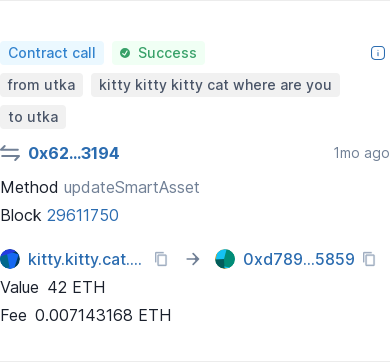 Contract call Success
from utka kitty kitty kitty cat where are you
to utka
0x62...3194 1mo ago
Method updateSmartAsset
Block 29611750
kitty.kitty.cat.... → 0xd789...5859
Value 42 ETH
Fee 0.007143168 ETH